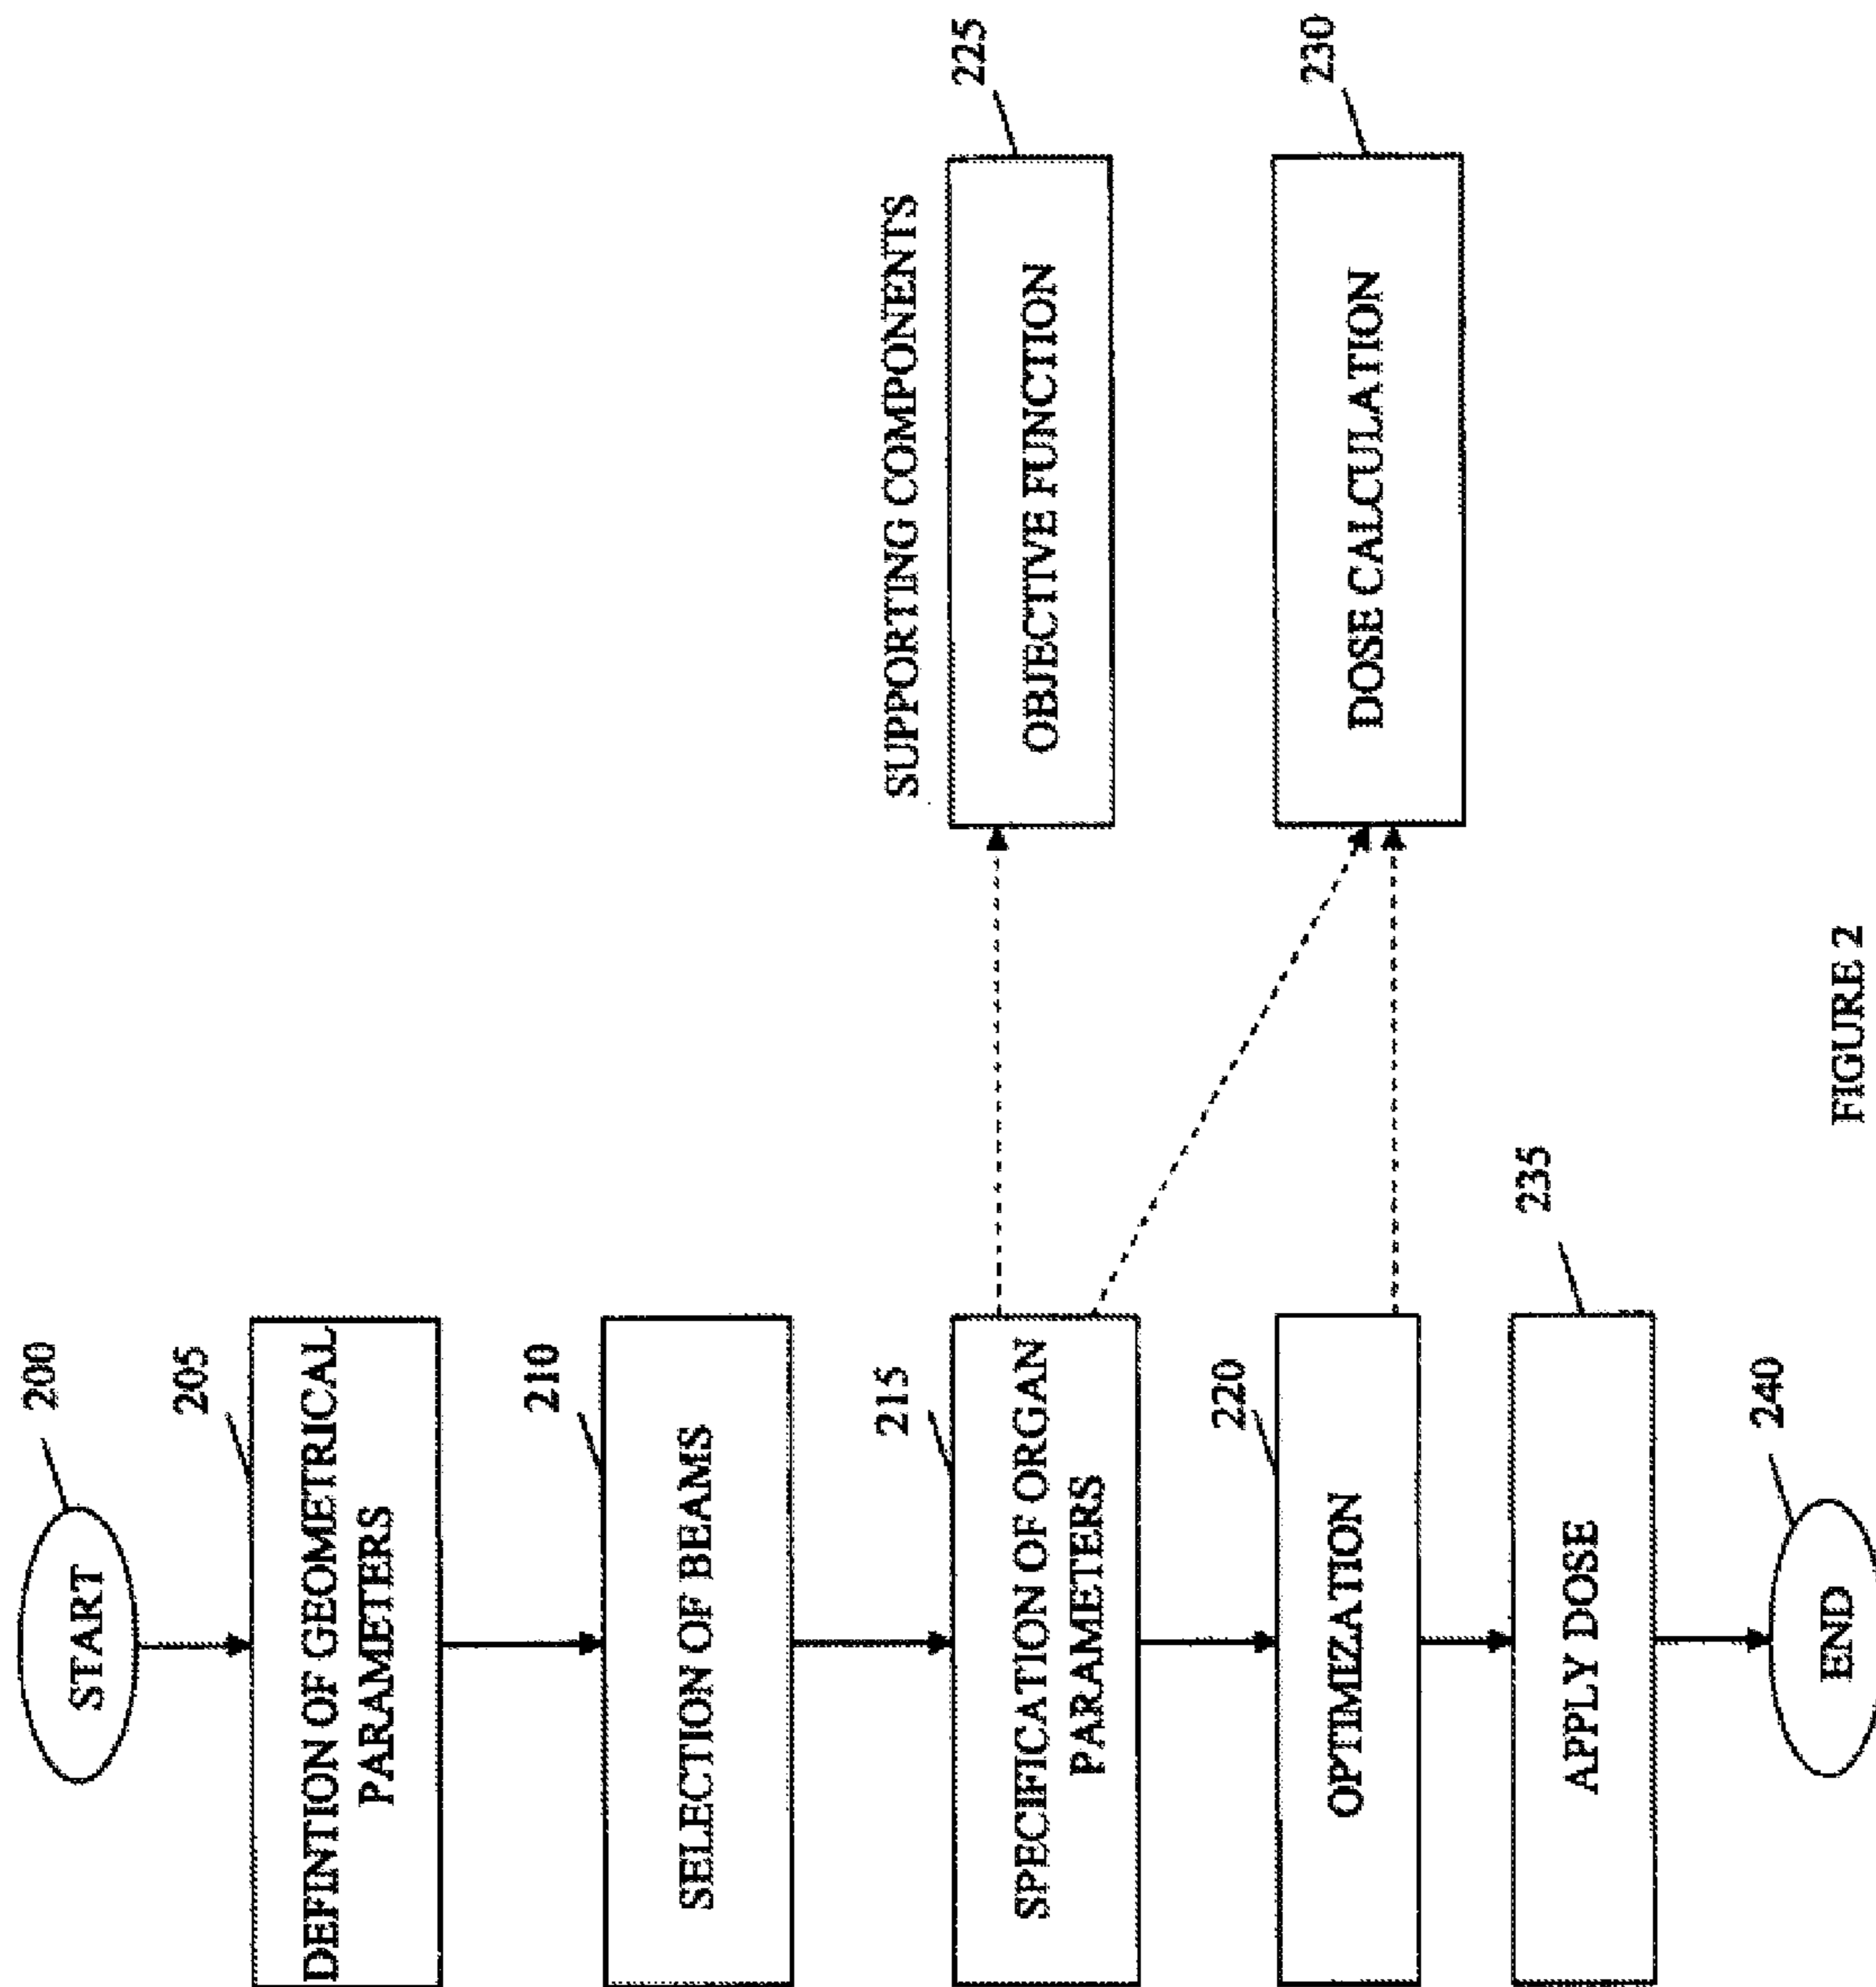 START
200
205
DEFINTION OF GEOMETRICAL
PARAMETERS
210
SELECTION OF BEAMS
SUPPORTING COMPONENTS
215
SPECIFICATION OF ORGAN
PARAMETERS
225
OBJECTIVE FUNCTION
220
OPTIMIZATION
230
DOSE CALCULATION
235
APPLY DOSE
240
END
FIGURE 2